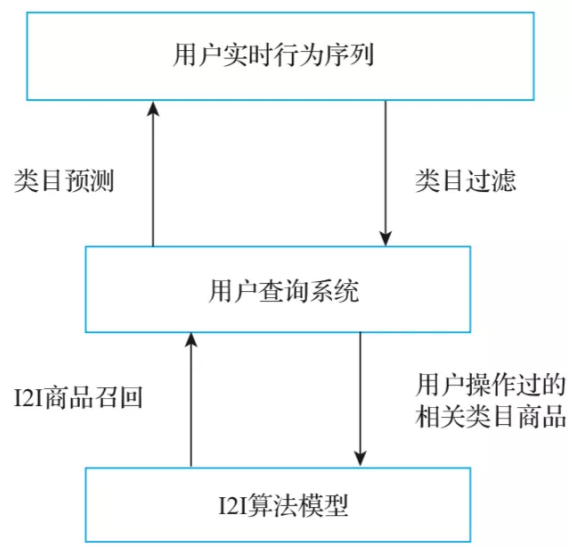 用户实时行为序列
类目预测
类目过滤
用户查询系统
I2I商品召回
用户操作过的
相关类目商品
I2I算法模型